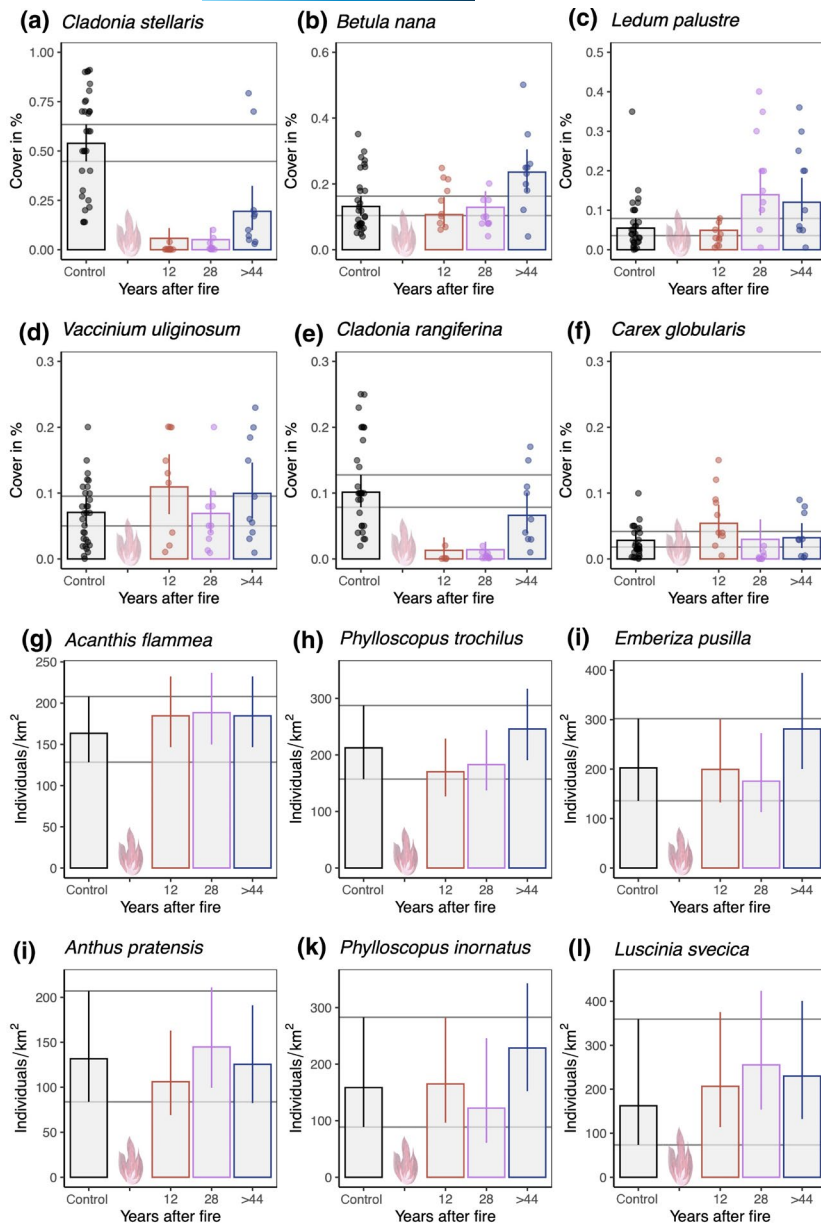 (a) Cladonia stellaris
Cover in %
1.00
0.75
0.50
0.25
0.00
Control 12 28 >44
Years after fire
(b) Betula nana
Cover in %
0.6
0.4
0.2
0.0
Control 12 28 >44
Years after fire
(c) Ledum palustre
Cover in %
0.5
0.4
0.3
0.2
0.1
0.0
Control 12 28 >44
Years after fire
(d) Vaccinium uliginosum
Cover in %
0.3
0.2
0.1
0.0
Control 12 28 >44
Years after fire
(e) Cladonia rangiferina
Cover in %
0.3
0.2
0.1
0.0
Control 12 28 >44
Years after fire
(f) Carex globularis
Cover in %
0.3
0.2
0.1
0.0
Control 12 28 >44
Years after fire
(g) Acanthis flammea
Individuals/km²
250
200
150
100
50
0
Control 12 28 >44
Years after fire
(h) Phylloscopus trochilus
Individuals/km²
300
200
100
0
Control 12 28 >44
Years after fire
(i) Emberiza pusilla
Individuals/km²
400
300
200
100
0
Control 12 28 >44
Years after fire
(i) Anthus pratensis
Individuals/km²
200
150
100
50
0
Control 12 28 >44
Years after fire
(k) Phylloscopus inornatus
Individuals/km²
300
200
100
0
Control 12 28 >44
Years after fire
(l) Luscinia svecica
Individuals/km²
400
300
200
100
0
Control 12 28 >44
Years after fire